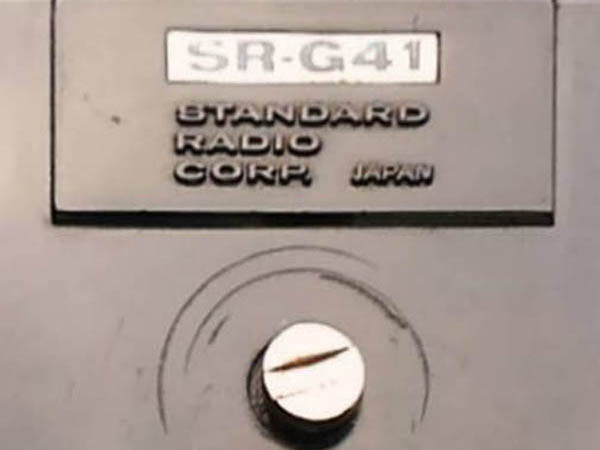 SR-G41
STANDARD
RADIO
CORP. JAPAN